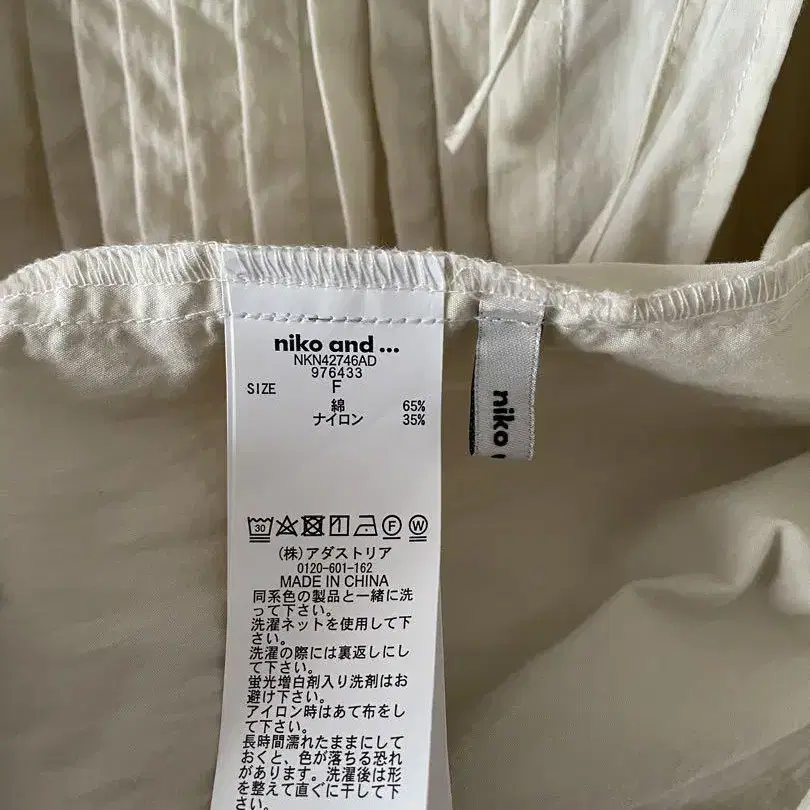 niko and ...
NKN42746AD
976433
SIZE F
綿 65%
ナイロン 35%
30 F W
(株)アダストリア
0120-601-162
MADE IN CHINA
同系色の製品と一緒に洗
って下さい。
洗濯ネットを使用して下
さい。
洗濯の際には裏返しにし
て下さい。
蛍光増白剤入り洗剤はお
避け下さい。
アイロン時はあて布をし
て下さい。
長時間濡れたままにして
おくと、色が落ちる恐れ
があります。洗濯後は形
を整えて直ぐに干して下
さい。
niko